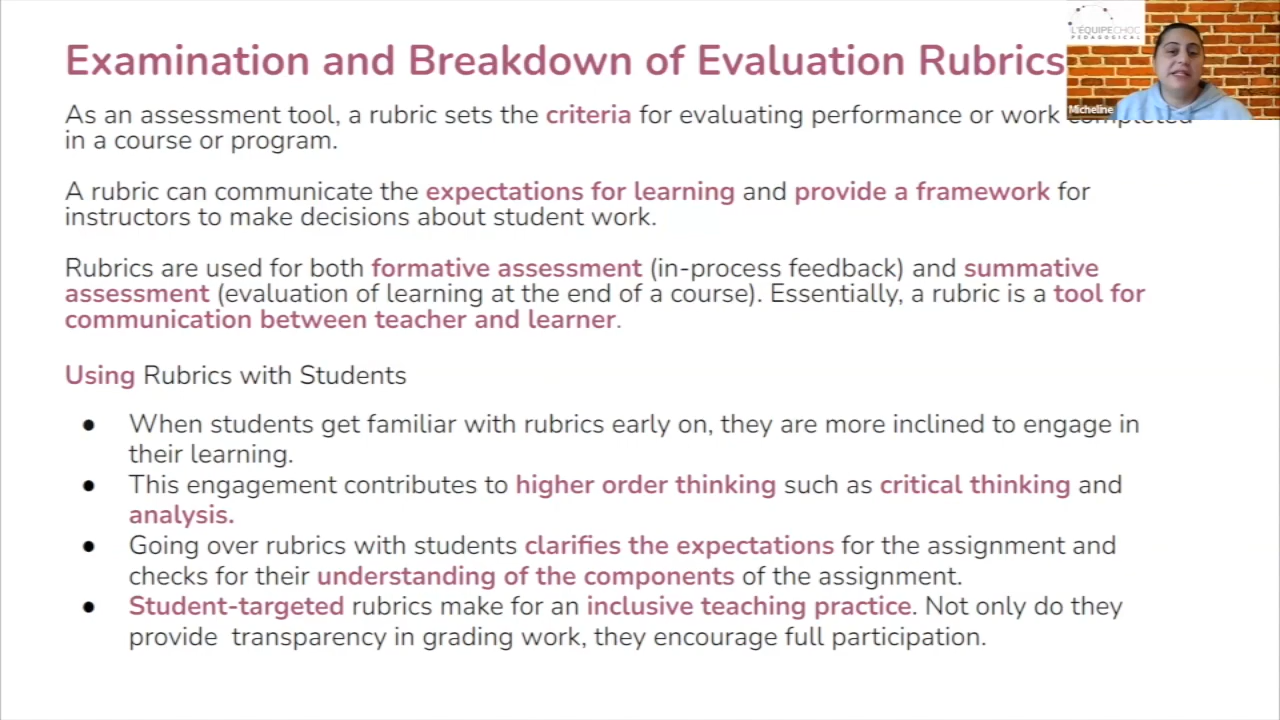 Examination and Breakdown of Evaluation Rubrics
L'ÉQUIPECHOC
PEDAGOGICAL
Micheline
As an assessment tool, a rubric sets the criteria for evaluating performance or work completed
in a course or program.
A rubric can communicate the expectations for learning and provide a framework for
instructors to make decisions about student work.
Rubrics are used for both formative assessment (in-process feedback) and summative
assessment (evaluation of learning at the end of a course). Essentially, a rubric is a tool for
communication between teacher and learner.
Using Rubrics with Students
● When students get familiar with rubrics early on, they are more inclined to engage in
their learning.
● This engagement contributes to higher order thinking such as critical thinking and
analysis.
● Going over rubrics with students clarifies the expectations for the assignment and
checks for their understanding of the components of the assignment.
● Student-targeted rubrics make for an inclusive teaching practice. Not only do they
provide  transparency in grading work, they encourage full participation.